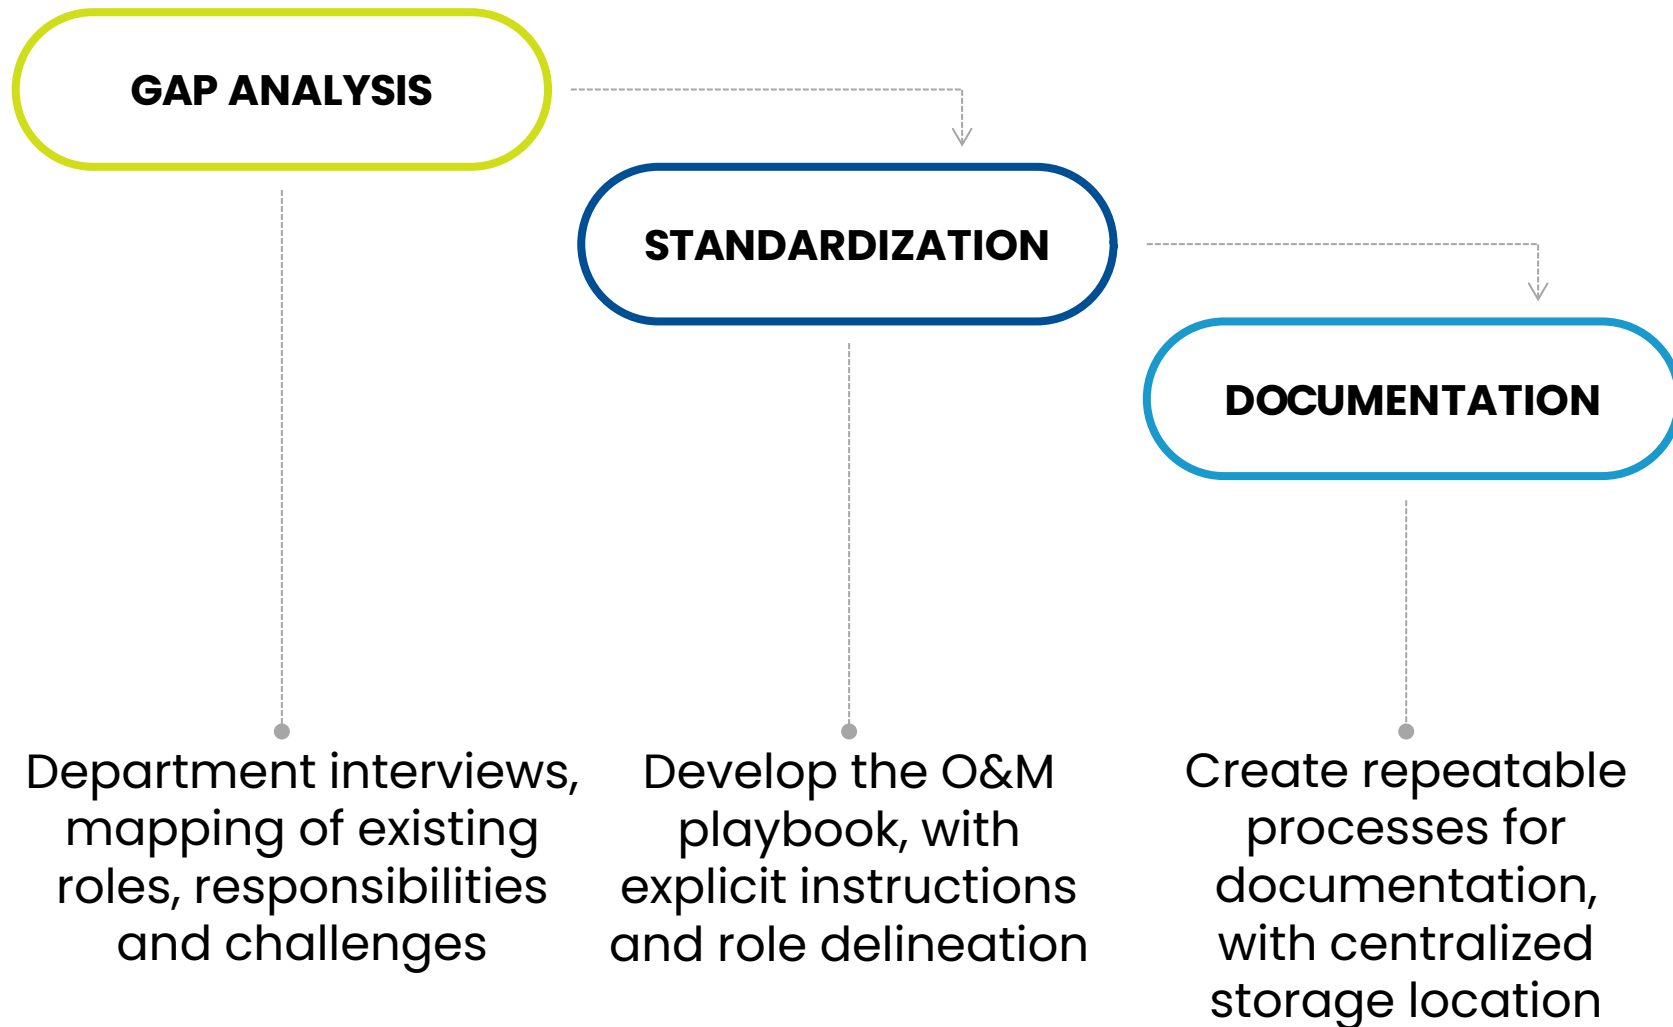 GAP ANALYSIS
STANDARDIZATION
DOCUMENTATION
Department interviews,
mapping of existing
roles, responsibilities
and challenges
Develop the O&M
playbook, with
explicit instructions
and role delineation
Create repeatable
processes for
documentation,
with centralized
storage location